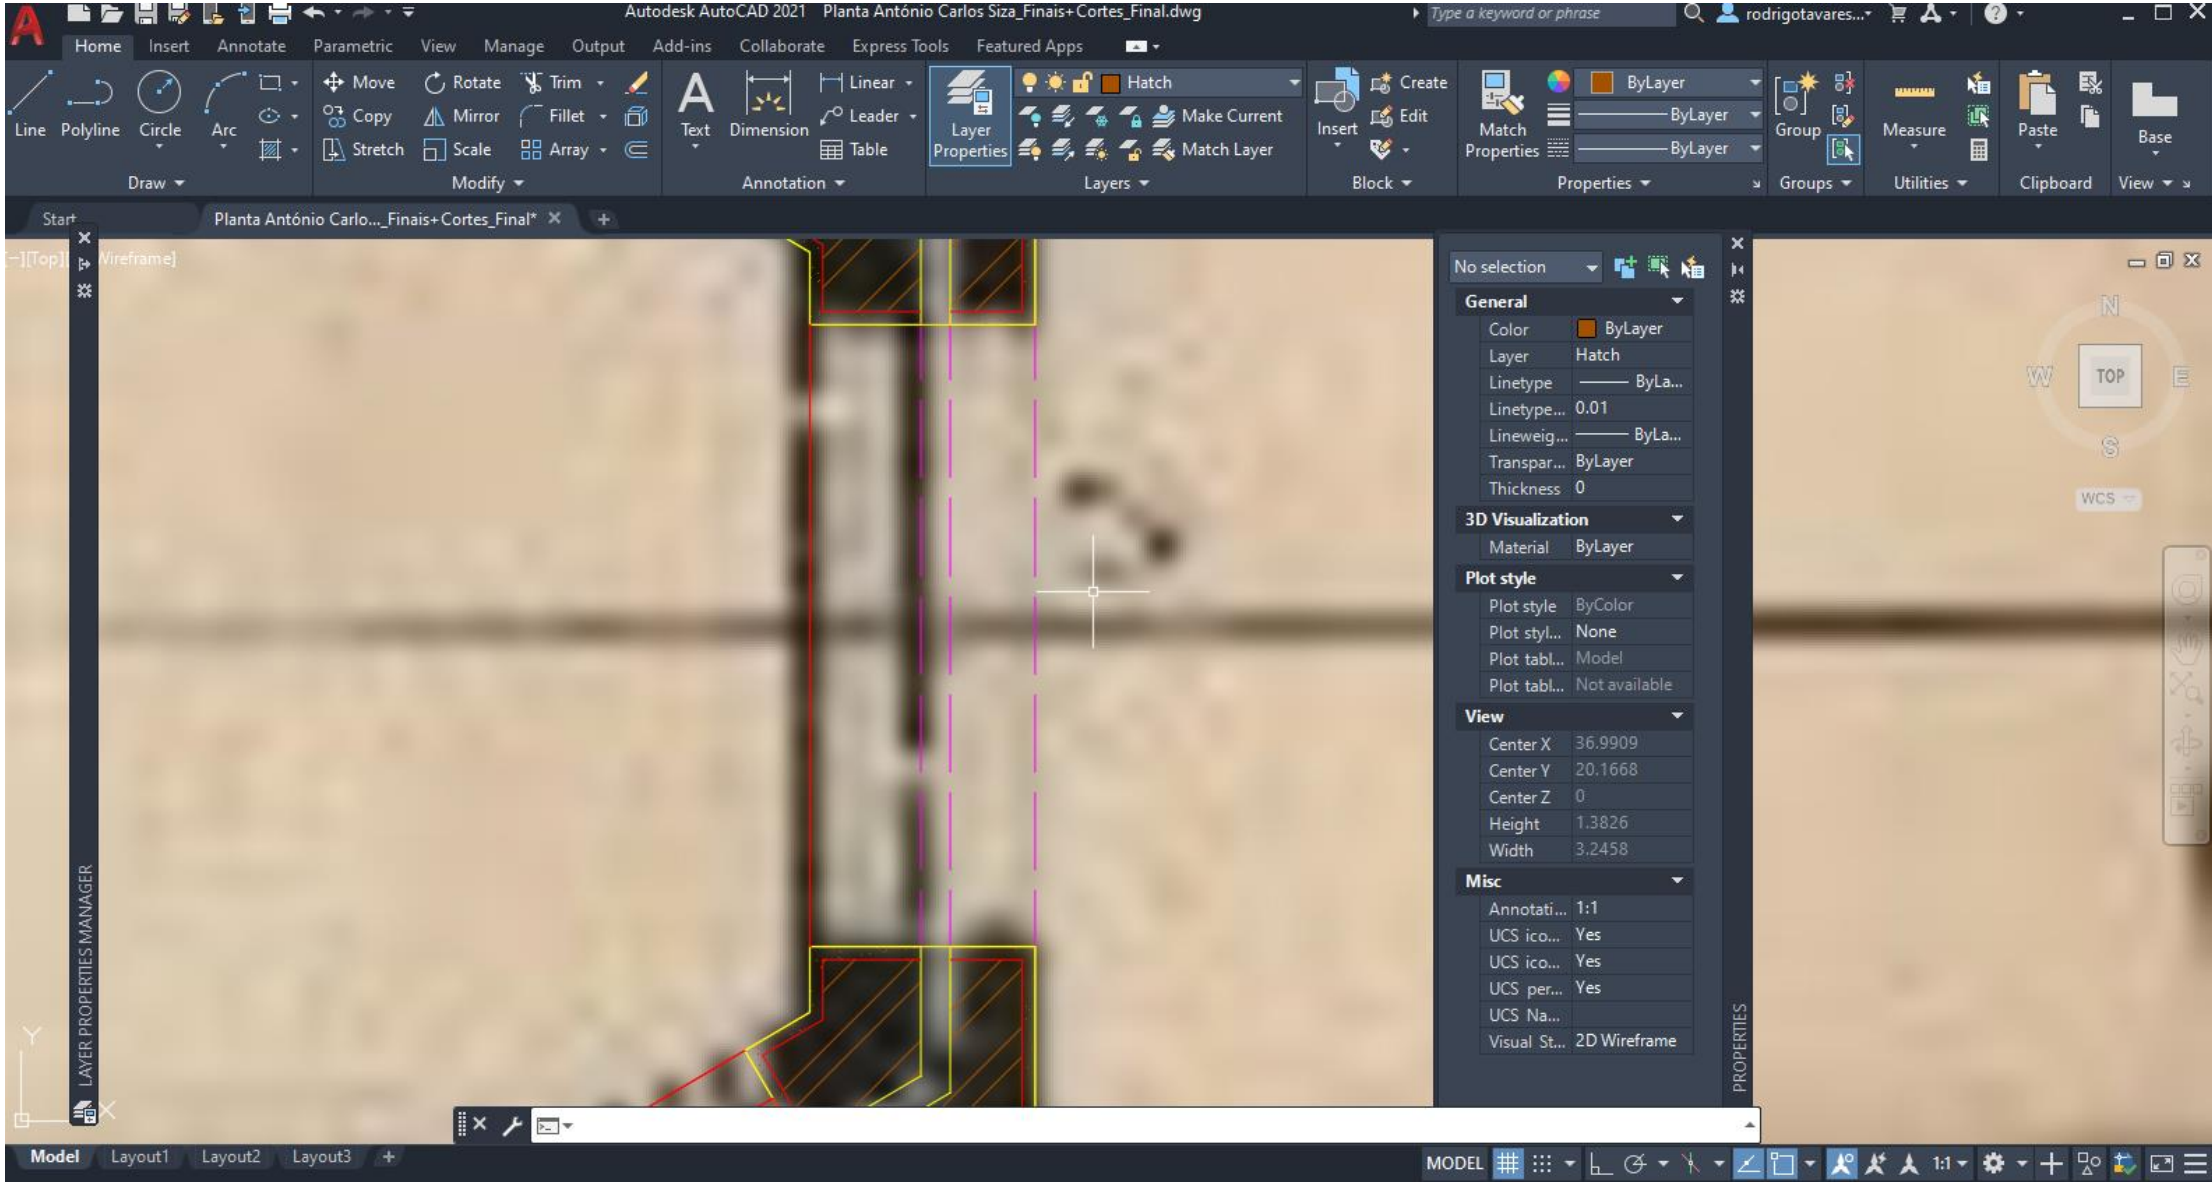 Autodesk AutoCAD 2021 Planta António Carlos Siza_Finais+Cortes_Final.dwg
Type a keyword or phrase
rodrigotavares...
Home Insert Annotate Parametric View Manage Output Add-ins Collaborate Express Tools Featured Apps
Move Rotate Trim Linear Hatch Create ByLayer
Copy Mirror Fillet Leader Make Current Edit ByLayer
Line Polyline Circle Arc Text Dimension Layer Properties Insert Match Properties Group Measure Paste Base
Stretch Scale Array Table Match Layer ByLayer
Draw Modify Annotation Layers Block Properties Groups Utilities Clipboard View
Start Planta António Carlo..._Finais+Cortes_Final* +
[Top] Wireframe]
No selection
General
Color ByLayer
Layer Hatch
Linetype ByLa...
Linetype... 0.01
Lineweig... ByLa...
Transpar... ByLayer
Thickness 0
3D Visualization
Material ByLayer
Plot style
Plot style ByColor
Plot styl... None
Plot tabl... Model
Plot tabl... Not available
View
Center X 36.9909
Center Y 20.1668
Center Z 0
Height 1.3826
Width 3.2458
Misc
Annotati... 1:1
UCS ico... Yes
UCS ico... Yes
UCS per... Yes
UCS Na...
Visual St... 2D Wireframe
PROPERTIES
LAYER PROPERTIES MANAGER
N
W TOP E
S
WCS
Y
X
Model Layout1 Layout2 Layout3 +
MODEL 1:1